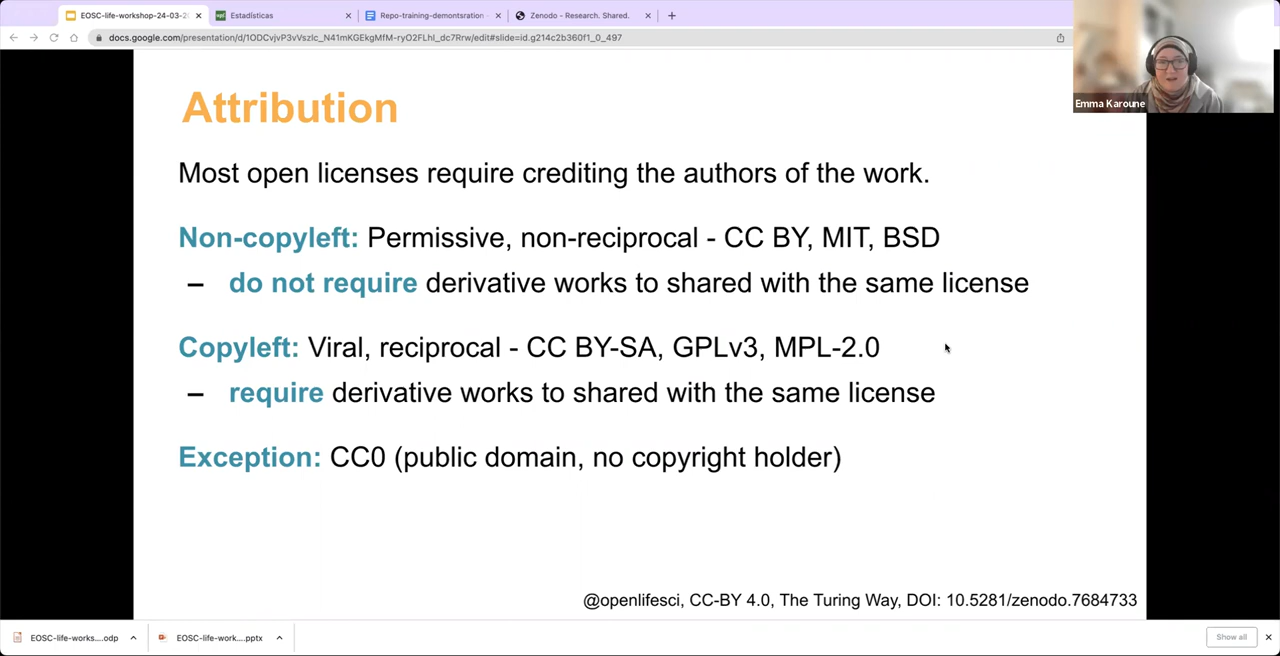 EOSC-life-workshop-24-03-20
Estadísticas
Repo-training-demontsration
Zenodo - Research. Shared.
docs.google.com/presentation/d/1ODCvjvP3vVszlc_N41mKGEkgMfM-ryO2FLhl_dc7Rrw/edit#slide=id.g214c2b360f1_0_497
Emma Karoune
Attribution
Most open licenses require crediting the authors of the work.
Non-copyleft: Permissive, non-reciprocal - CC BY, MIT, BSD
– do not require derivative works to shared with the same license
Copyleft: Viral, reciprocal - CC BY-SA, GPLv3, MPL-2.0
– require derivative works to shared with the same license
Exception: CC0 (public domain, no copyright holder)
@openlifesci, CC-BY 4.0, The Turing Way, DOI: 10.5281/zenodo.7684733
EOSC-life-works....odp
EOSC-life-work....pptx
Show all